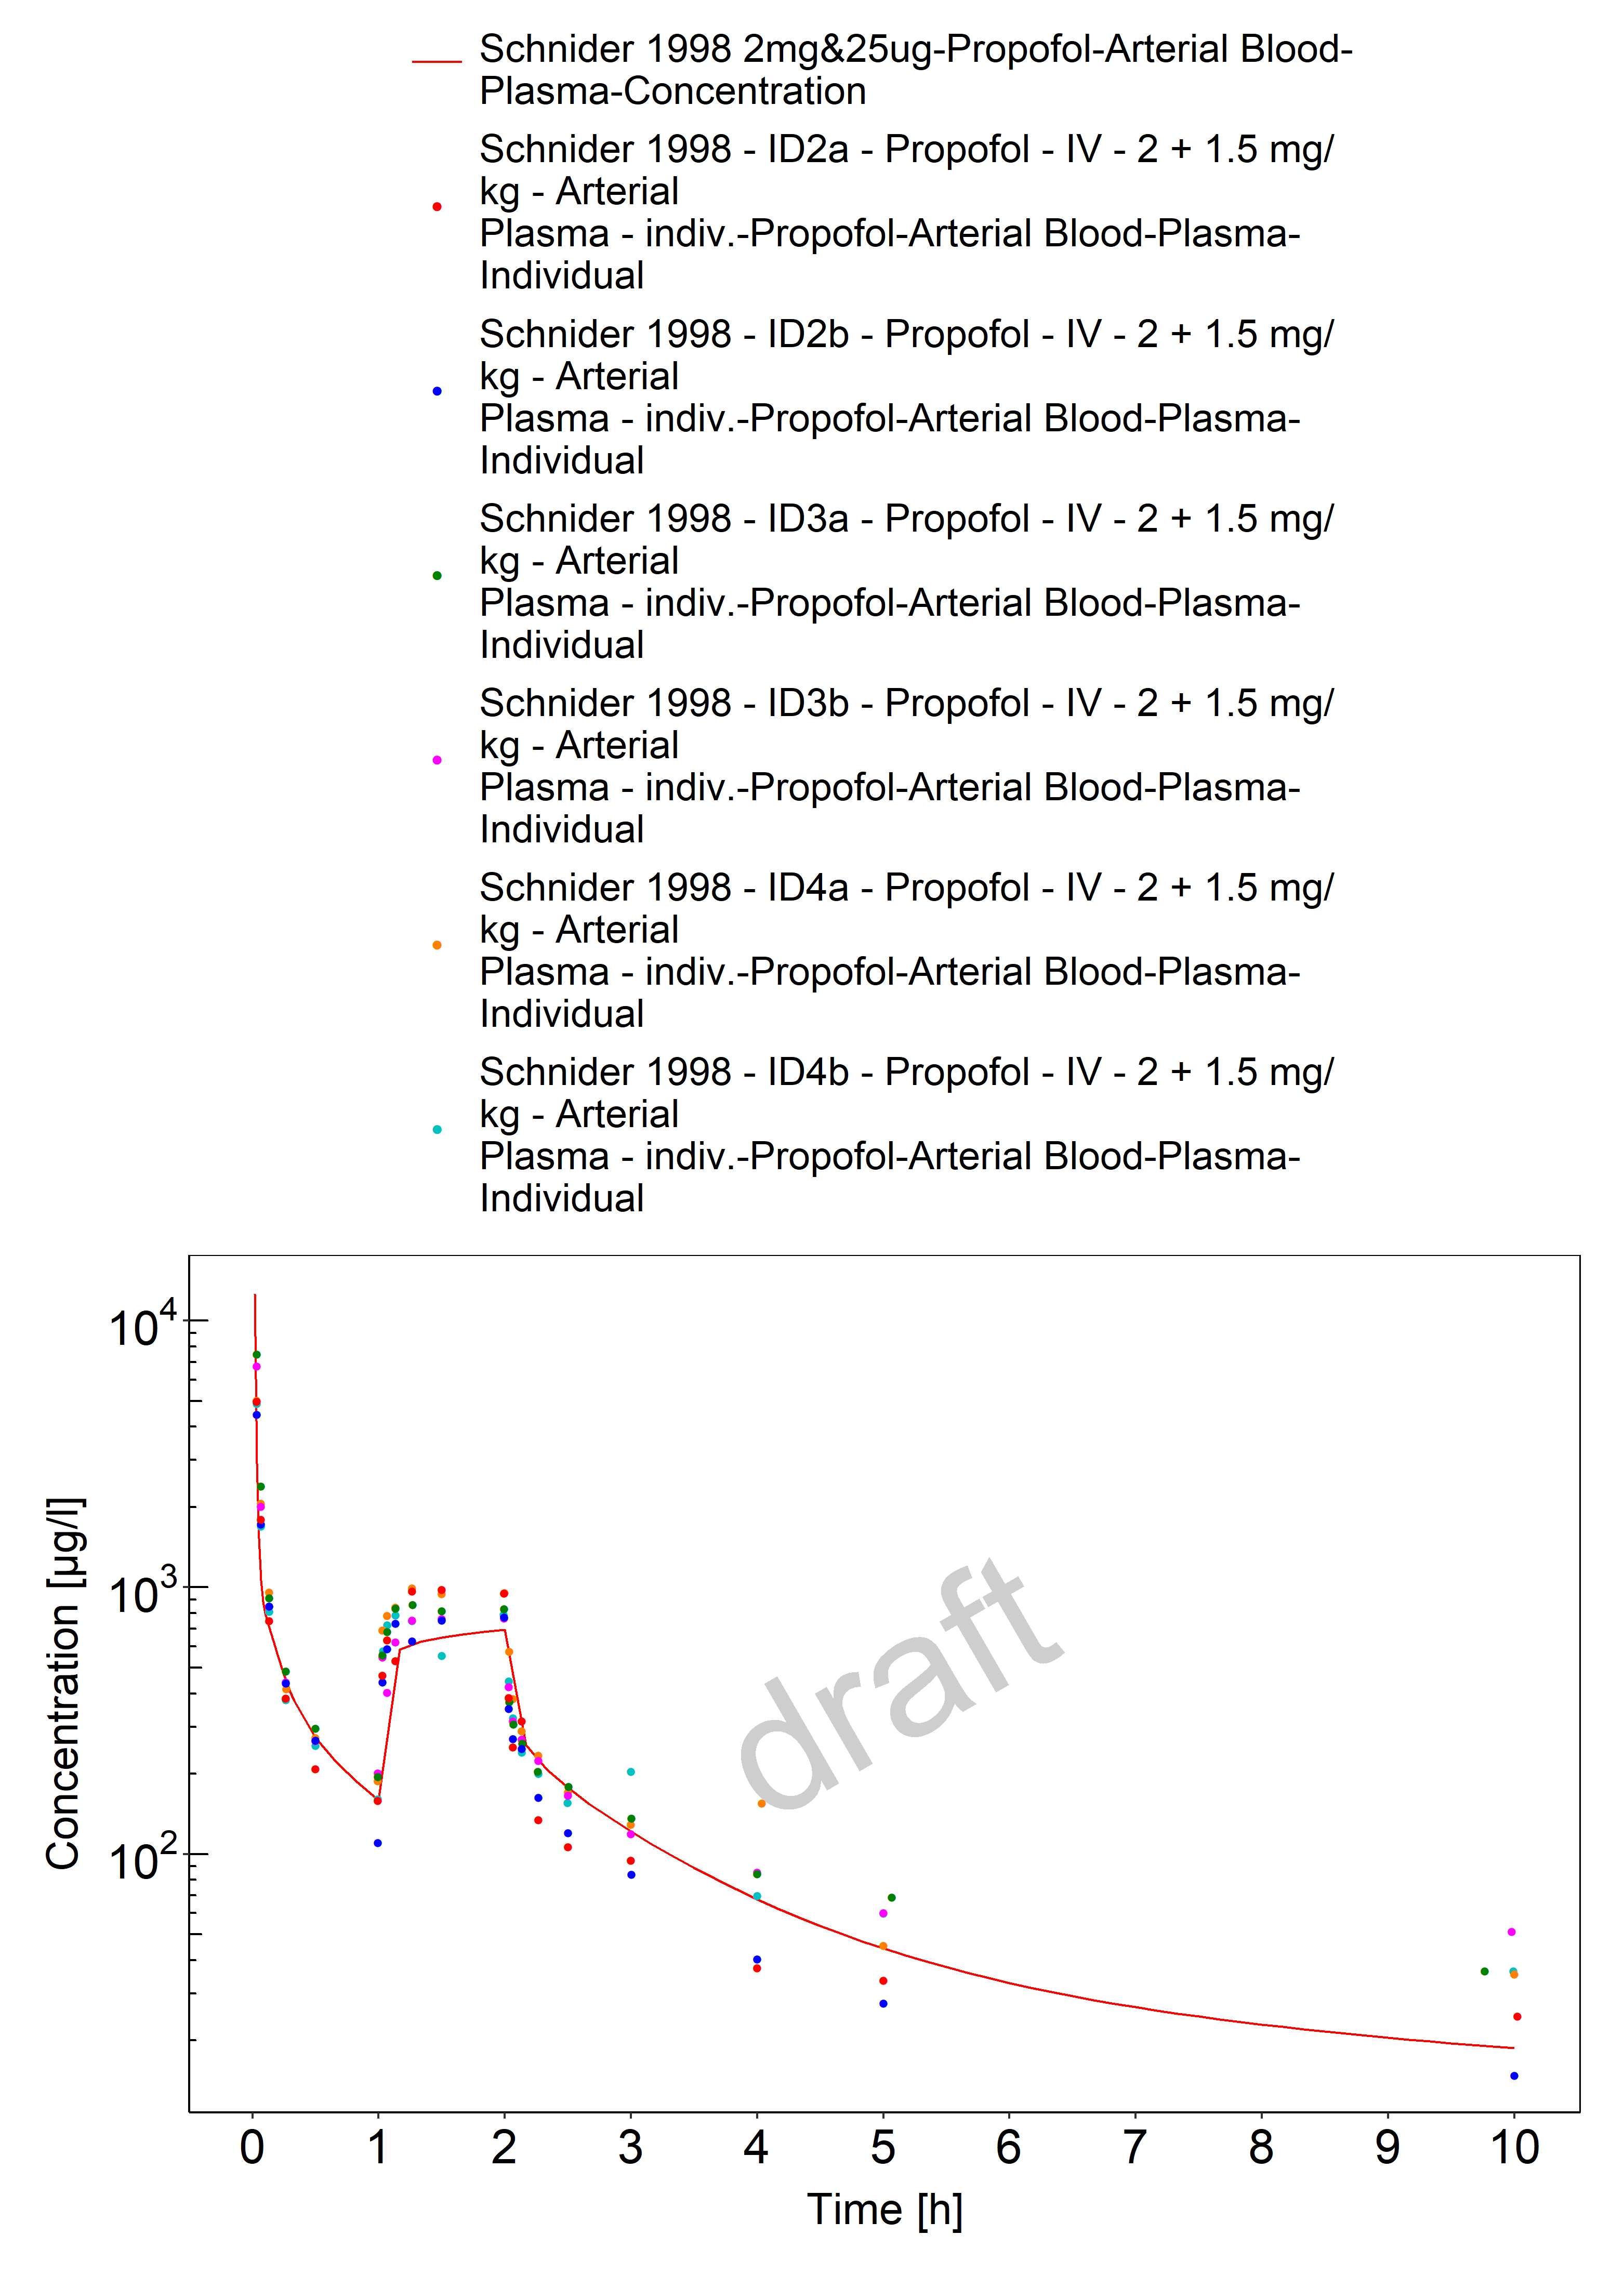 Schnider 1998 2mg&25ug-Propofol-Arterial Blood-
Plasma-Concentration
Schnider 1998 - ID2a - Propofol - IV - 2 + 1.5 mg/
kg - Arterial
Plasma - indiv.-Propofol-Arterial Blood-Plasma-
Individual
Schnider 1998 - ID2b - Propofol - IV - 2 + 1.5 mg/
kg - Arterial
Plasma - indiv.-Propofol-Arterial Blood-Plasma-
Individual
Schnider 1998 - ID3a - Propofol - IV - 2 + 1.5 mg/
kg - Arterial
Plasma - indiv.-Propofol-Arterial Blood-Plasma-
Individual
Schnider 1998 - ID3b - Propofol - IV - 2 + 1.5 mg/
kg - Arterial
Plasma - indiv.-Propofol-Arterial Blood-Plasma-
Individual
Schnider 1998 - ID4a - Propofol - IV - 2 + 1.5 mg/
kg - Arterial
Plasma - indiv.-Propofol-Arterial Blood-Plasma-
Individual
Schnider 1998 - ID4b - Propofol - IV - 2 + 1.5 mg/
kg - Arterial
Plasma - indiv.-Propofol-Arterial Blood-Plasma-
Individual
10^4
10^3
10^2
Concentration [µg/l]
draft
0 1 2 3 4 5 6 7 8 9 10
Time [h]